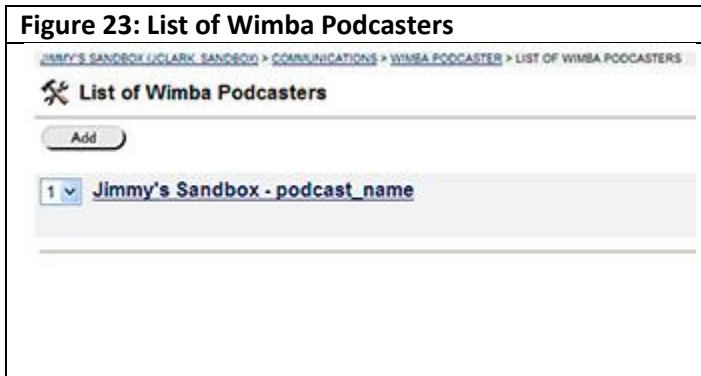 Figure 23: List of Wimba Podcasters
JIMMY'S SANDBOX (JCLARK_SANDBOX) > COMMUNICATIONS > WIMBA PODCASTER > LIST OF WIMBA PODCASTERS
List of Wimba Podcasters
Add
1 Jimmy's Sandbox - podcast_name